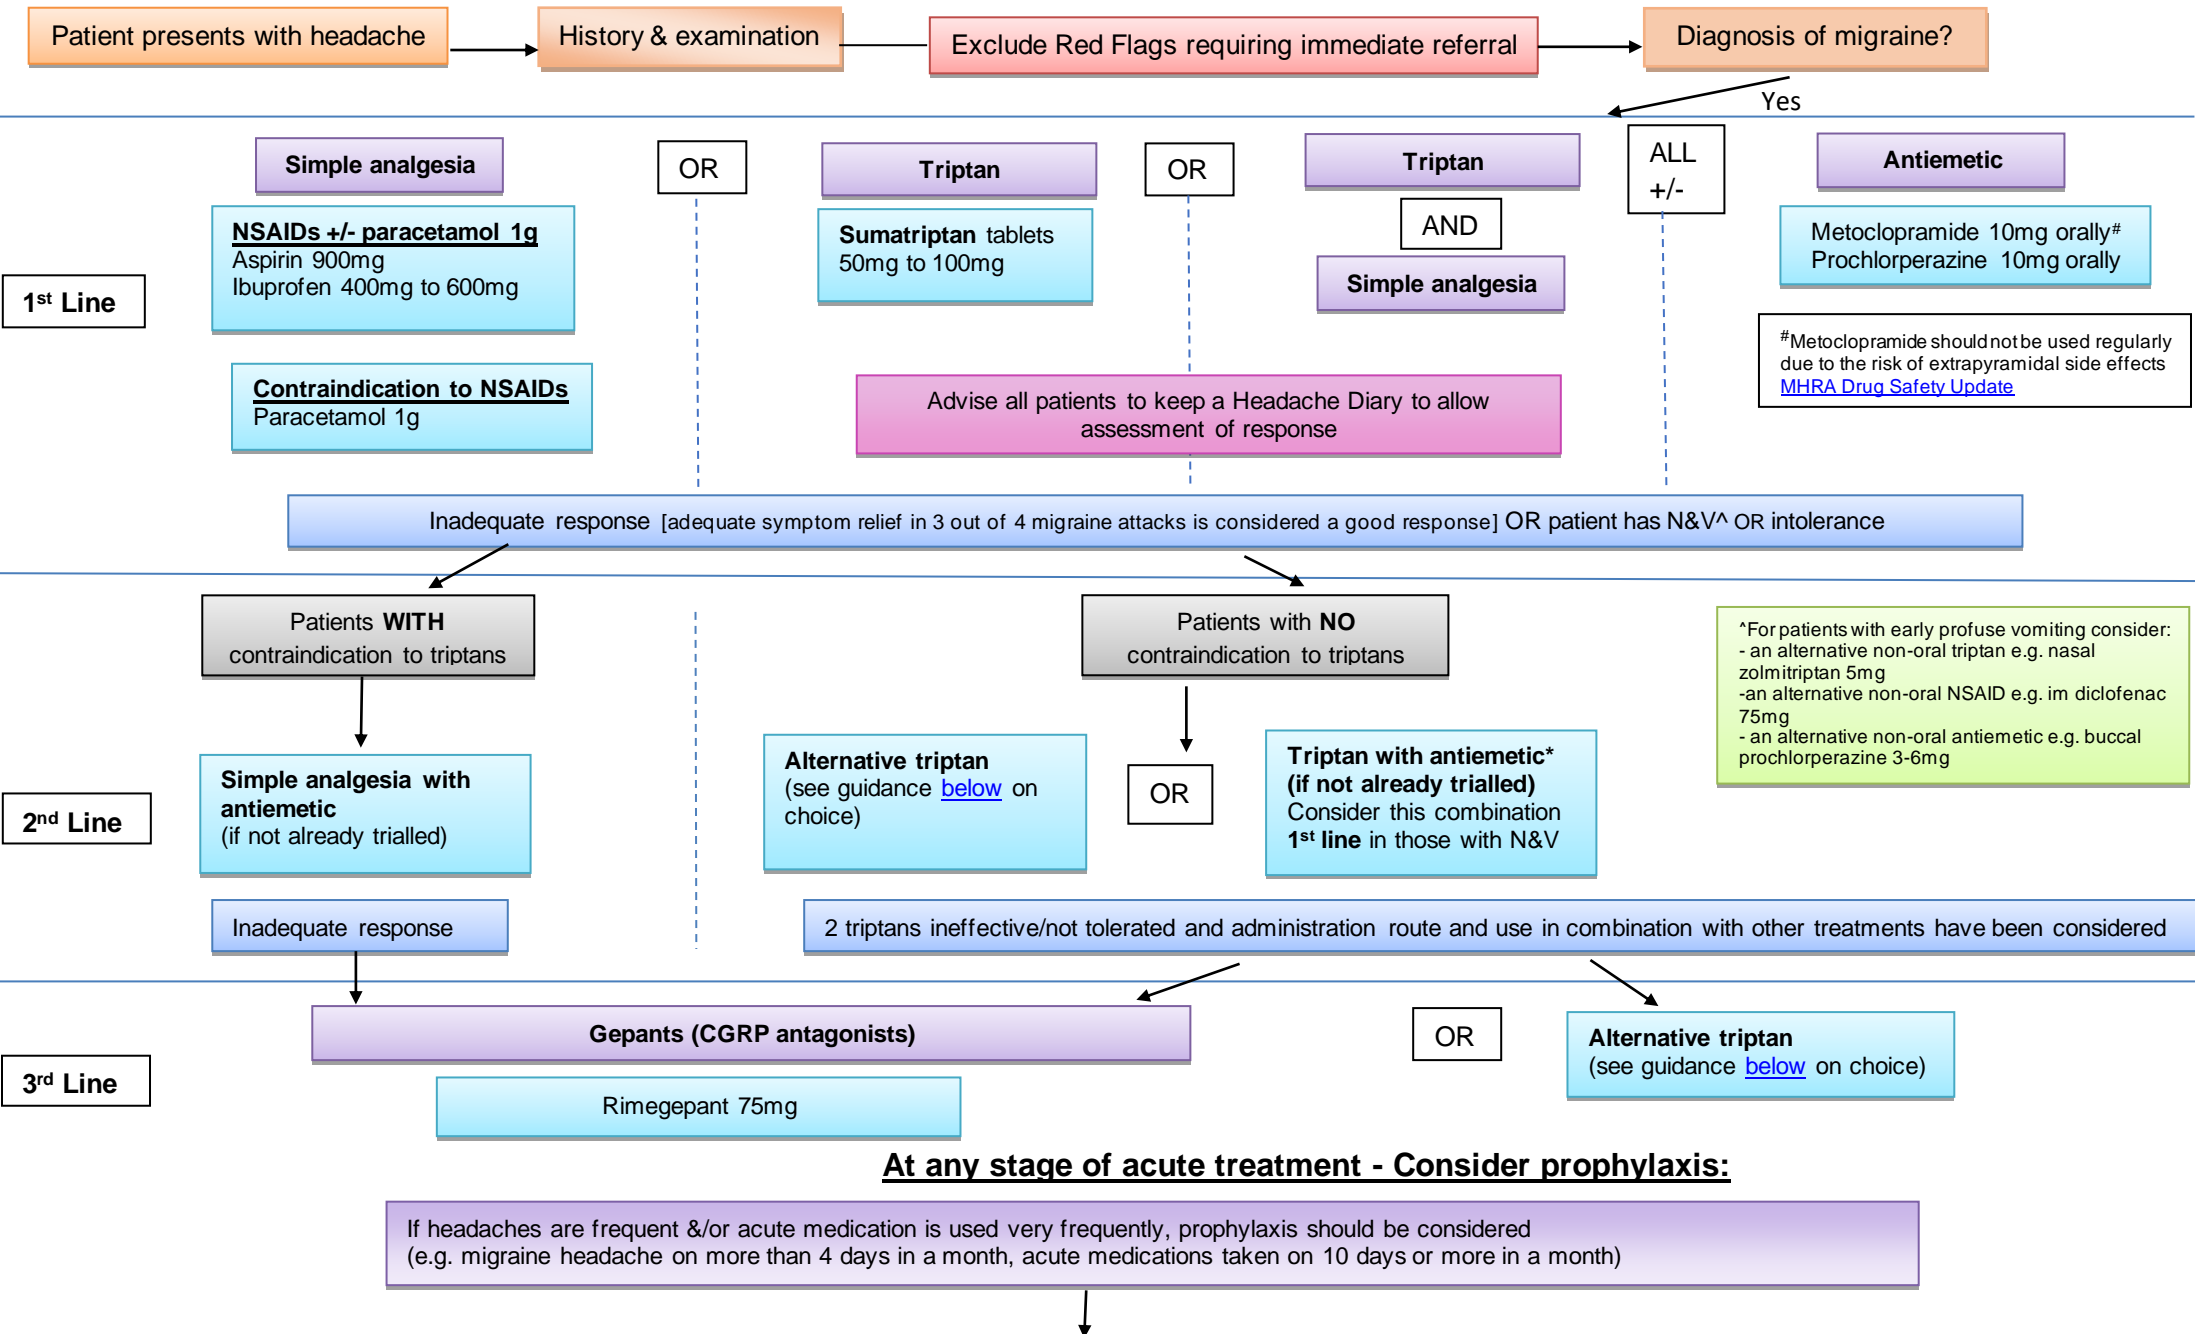 Patient presents with headache
History & examination
Exclude Red Flags requiring immediate referral
Diagnosis of migraine?
Yes
Simple analgesia
OR
Triptan
OR
Triptan
ALL
+/-
Antiemetic
NSAIDs +/- paracetamol 1g
Aspirin 900mg
Ibuprofen 400mg to 600mg
Sumatriptan tablets
50mg to 100mg
AND
Simple analgesia
Metoclopramide 10mg orally#
Prochlorperazine 10mg orally
1st Line
#Metoclopramide should not be used regularly
due to the risk of extrapyramidal side effects
MHRA Drug Safety Update
Contraindication to NSAIDs
Paracetamol 1g
Advise all patients to keep a Headache Diary to allow
assessment of response
Inadequate response [adequate symptom relief in 3 out of 4 migraine attacks is considered a good response] OR patient has N&V^ OR intolerance
Patients WITH
contraindication to triptans
Patients with NO
contraindication to triptans
^For patients with early profuse vomiting consider:
- an alternative non-oral triptan e.g. nasal
zolmitriptan 5mg
-an alternative non-oral NSAID e.g. im diclofenac
75mg
- an alternative non-oral antiemetic e.g. buccal
prochlorperazine 3-6mg
2nd Line
Simple analgesia with
antiemetic
(if not already trialled)
Alternative triptan
(see guidance below on
choice)
OR
Triptan with antiemetic*
(if not already trialled)
Consider this combination
1st line in those with N&V
Inadequate response
2 triptans ineffective/not tolerated and administration route and use in combination with other treatments have been considered
3rd Line
Gepants (CGRP antagonists)
OR
Alternative triptan
(see guidance below on choice)
Rimegepant 75mg
At any stage of acute treatment - Consider prophylaxis:
If headaches are frequent &/or acute medication is used very frequently, prophylaxis should be considered
(e.g. migraine headache on more than 4 days in a month, acute medications taken on 10 days or more in a month)